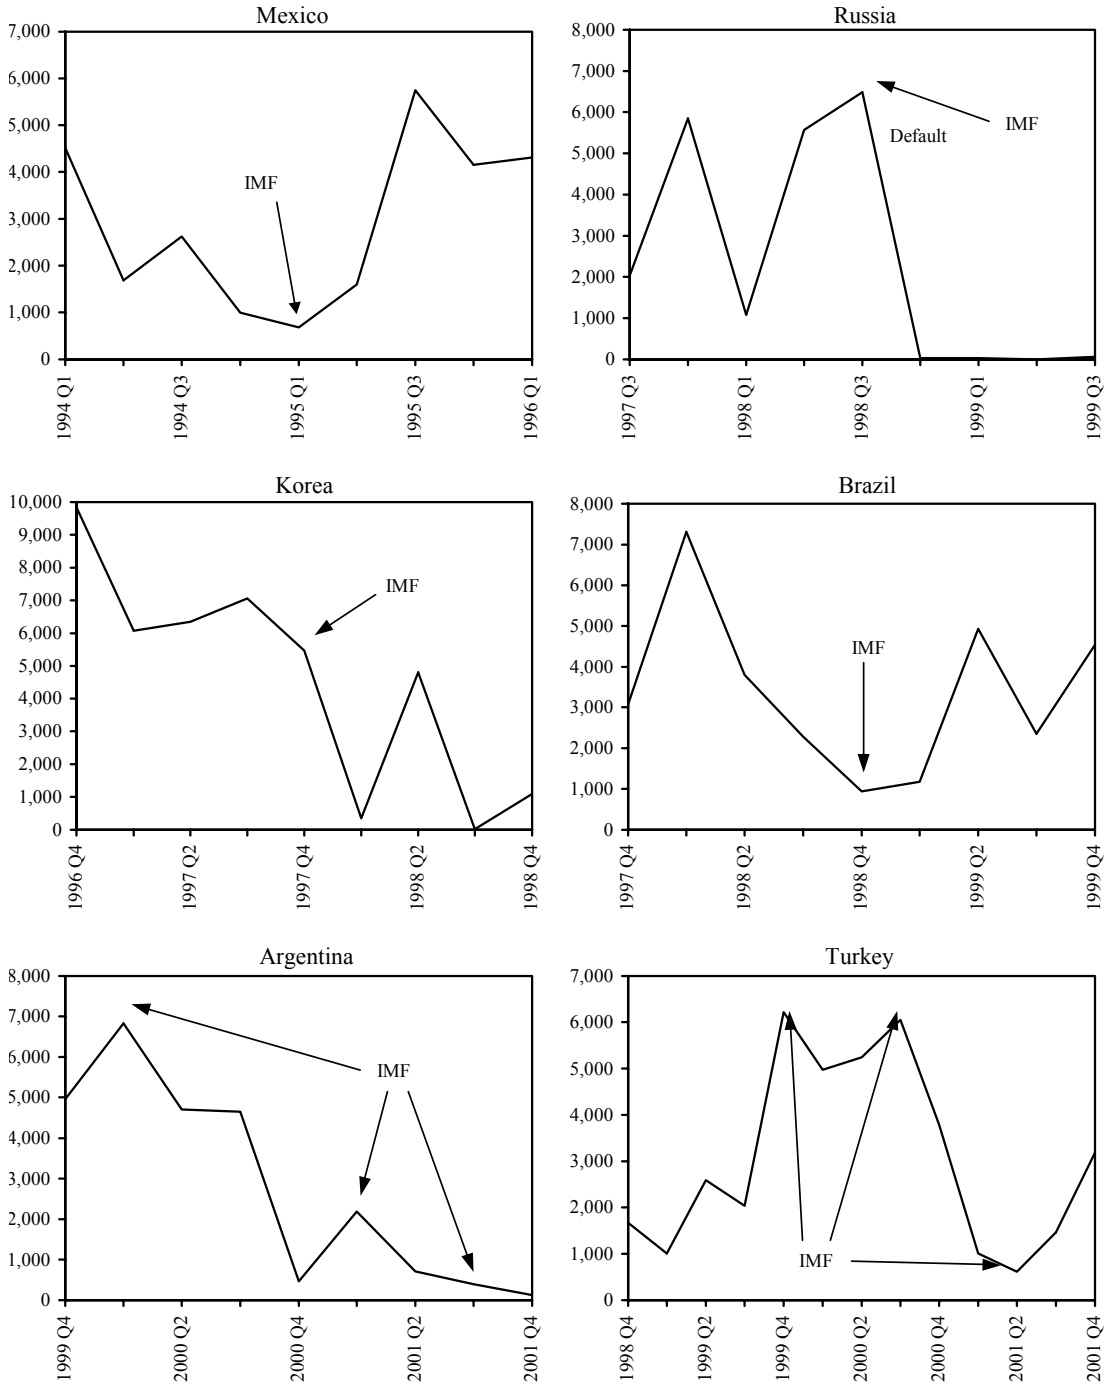 Mexico
7,000
6,000
5,000
4,000
3,000
2,000
1,000
0
IMF
1994 Q1
1994 Q3
1995 Q1
1995 Q3
1996 Q1
Russia
8,000
7,000
6,000
5,000
4,000
3,000
2,000
1,000
0
IMF
Default
1997 Q3
1998 Q1
1998 Q3
1999 Q1
1999 Q3
Korea
10,000
9,000
8,000
7,000
6,000
5,000
4,000
3,000
2,000
1,000
0
IMF
1996 Q4
1997 Q2
1997 Q4
1998 Q2
1998 Q4
Brazil
8,000
7,000
6,000
5,000
4,000
3,000
2,000
1,000
0
IMF
1997 Q4
1998 Q2
1998 Q4
1999 Q2
1999 Q4
Argentina
8,000
7,000
6,000
5,000
4,000
3,000
2,000
1,000
0
IMF
1999 Q4
2000 Q2
2000 Q4
2001 Q2
2001 Q4
Turkey
7,000
6,000
5,000
4,000
3,000
2,000
1,000
0
IMF
1998 Q4
1999 Q2
1999 Q4
2000 Q2
2000 Q4
2001 Q2
2001 Q4